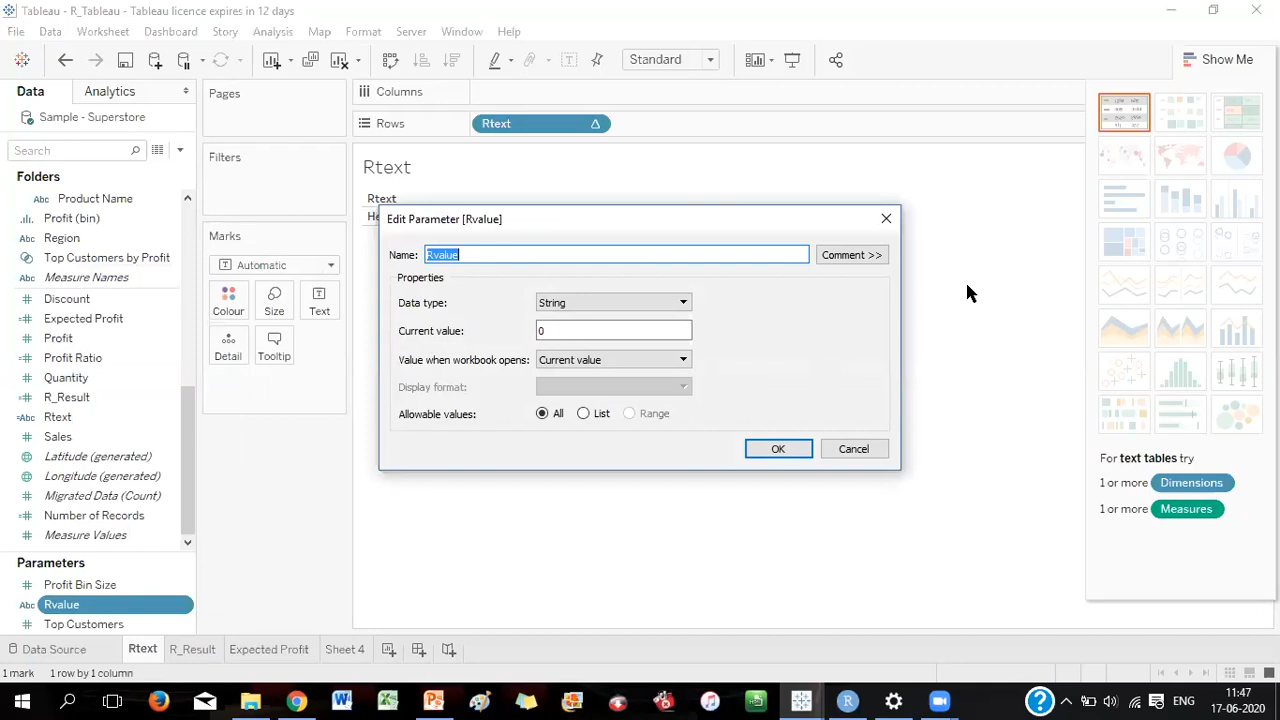 Tableau - R_Tableau - Tableau licence expires in 12 days
File Data Worksheet Dashboard Story Analysis Map Format Server Window Help
Standard
Show Me
Data Analytics
Sample - Superstore
Search
Folders
Abc Product Name
Profit (bin)
Abc Region
Top Customers by Profit
Abc Measure Names
Discount
Expected Profit
Profit
Profit Ratio
Quantity
R_Result
Abc Rtext
Sales
Latitude (generated)
Longitude (generated)
Migrated Data (Count)
Number of Records
Measure Values
Parameters
Profit Bin Size
Abc Rvalue
Top Customers
Pages
Filters
Marks
Automatic
Colour Size Text
Detail Tooltip
Columns
Rows Rtext
Rtext
Rtext
Edit Parameter [Rvalue]
Name: Rvalue Comment >>
Properties
Data type: String
Current value: 0
Value when workbook opens: Current value
Display format:
Allowable values: All List Range
OK Cancel
For text tables try
1 or more Dimensions
1 or more Measures
Data Source Rtext R_Result Expected Profit Sheet 4
1 mark 1 row by 1 column
ENG
11:47
17-06-2020